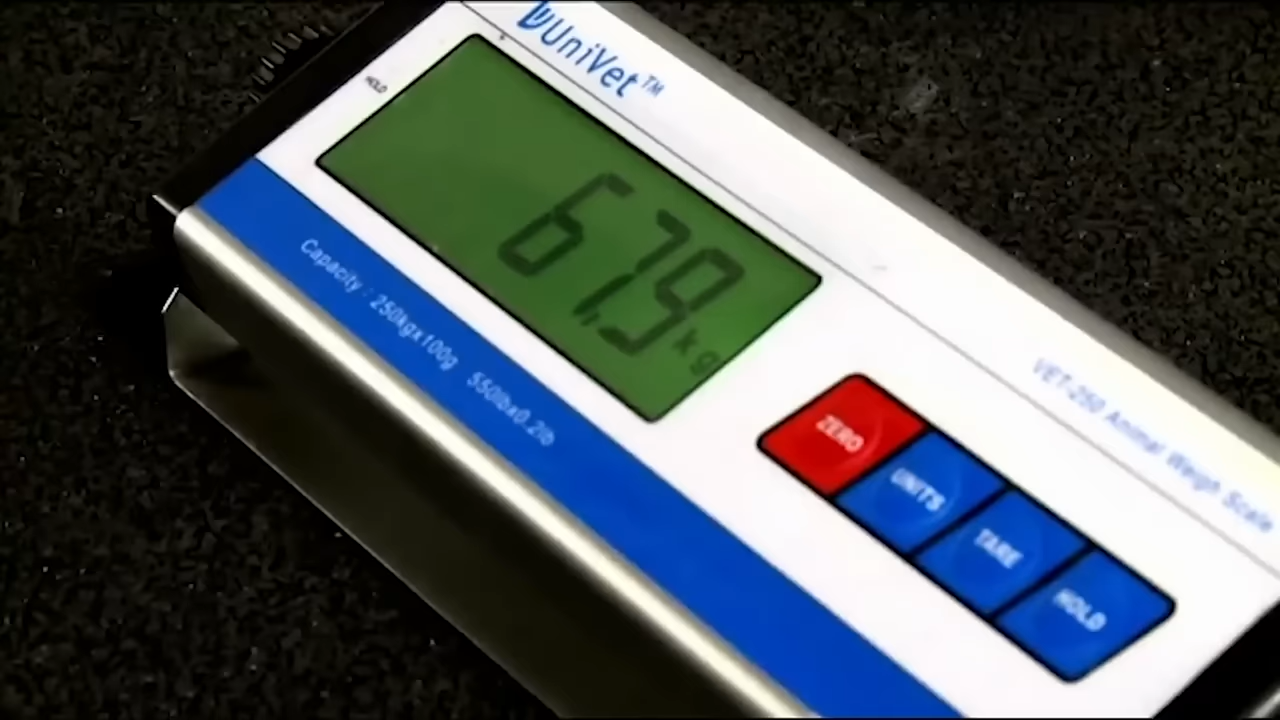 UniVet™
HOLD
67.9 kg
Capacity : 250kgx100g 550lbx0.2lb
VET-250 Animal Weigh Scale
ZERO
UNITS
TARE
HOLD